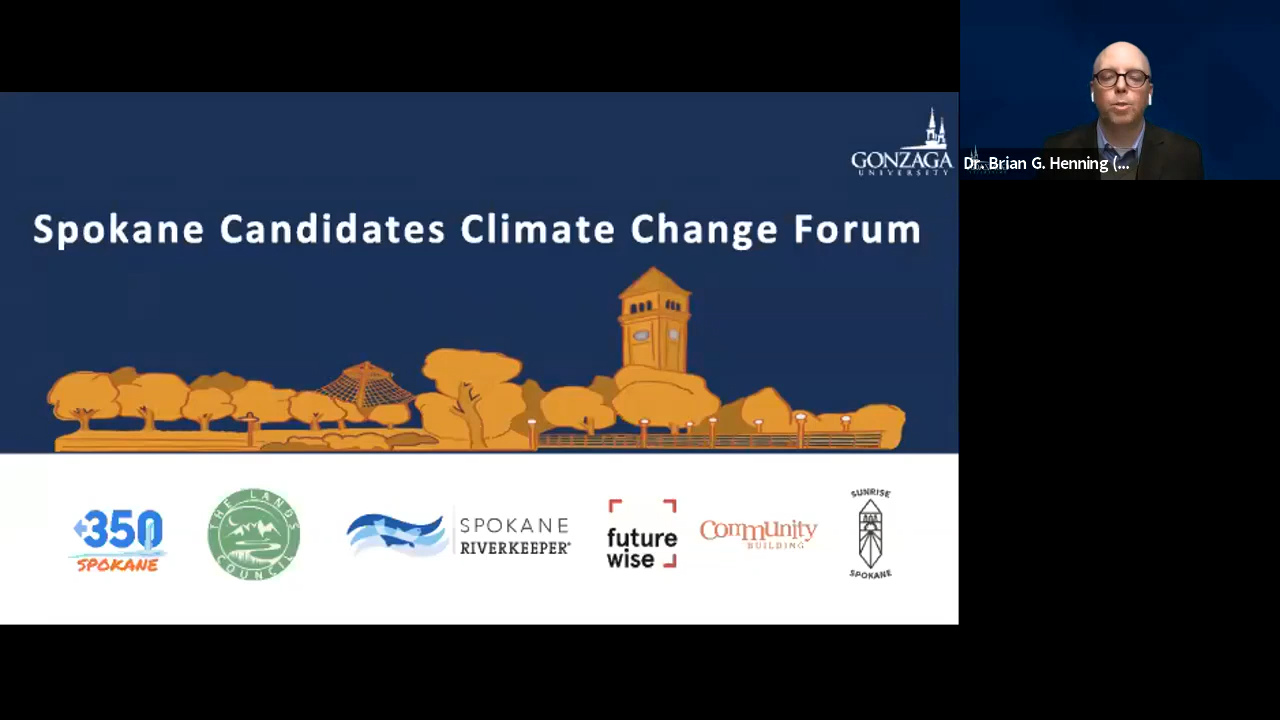 GONZAGA
UNIVERSITY
Dr. Brian G. Henning (...
Spokane Candidates Climate Change Forum
350
SPOKANE
THE LANDS
COUNCIL
SPOKANE
RIVERKEEPER®
future
wise
Community
BUILDING
SUNRISE
SPOKANE